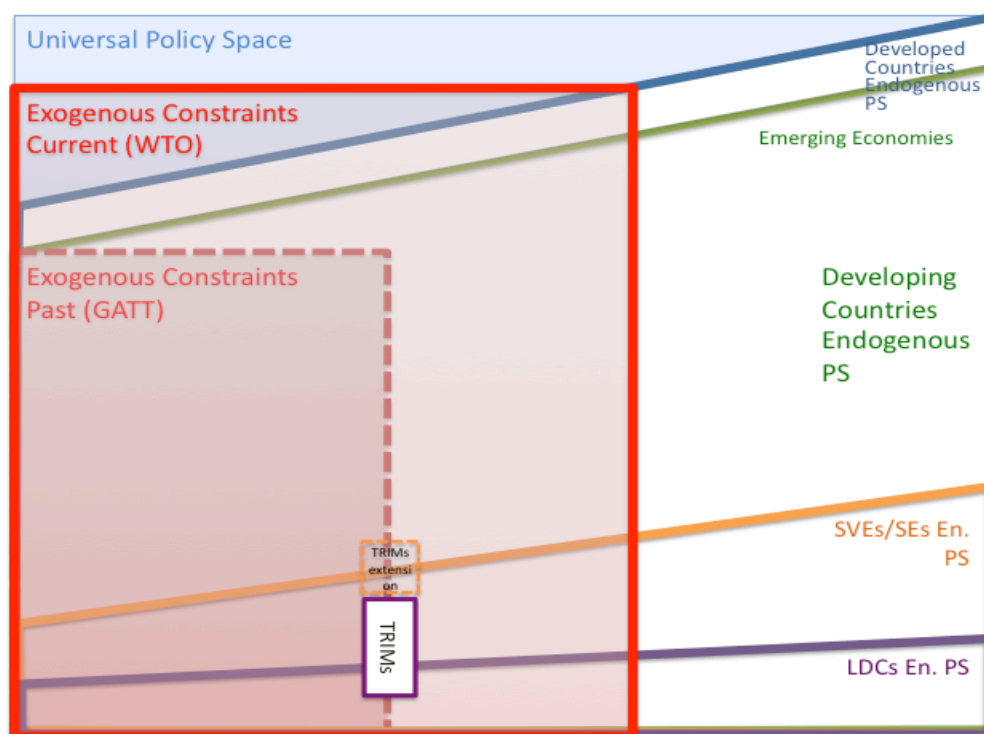 Universal Policy Space
Developed
Countries
Endogenous
PS
Exogenous Constraints
Current (WTO)
Emerging Economies
Exogenous Constraints
Past (GATT)
Developing
Countries
Endogenous
PS
SVEs/SEs En.
PS
TRIMs
extensi
on
TRIMs
LDCs En. PS